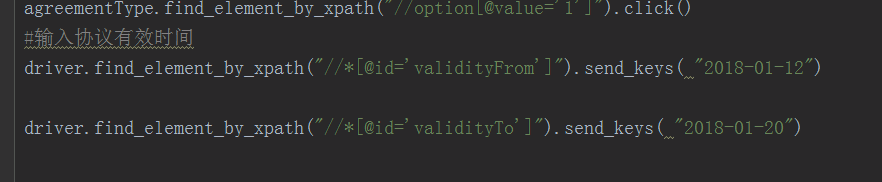 agreementType.find_element_by_xpath("//option[@value='1']").click()
#输入协议有效时间
driver.find_element_by_xpath("//*[@id='validityFrom']").send_keys( "2018-01-12")
driver.find_element_by_xpath("//*[@id='validityTo']").send_keys( "2018-01-20")